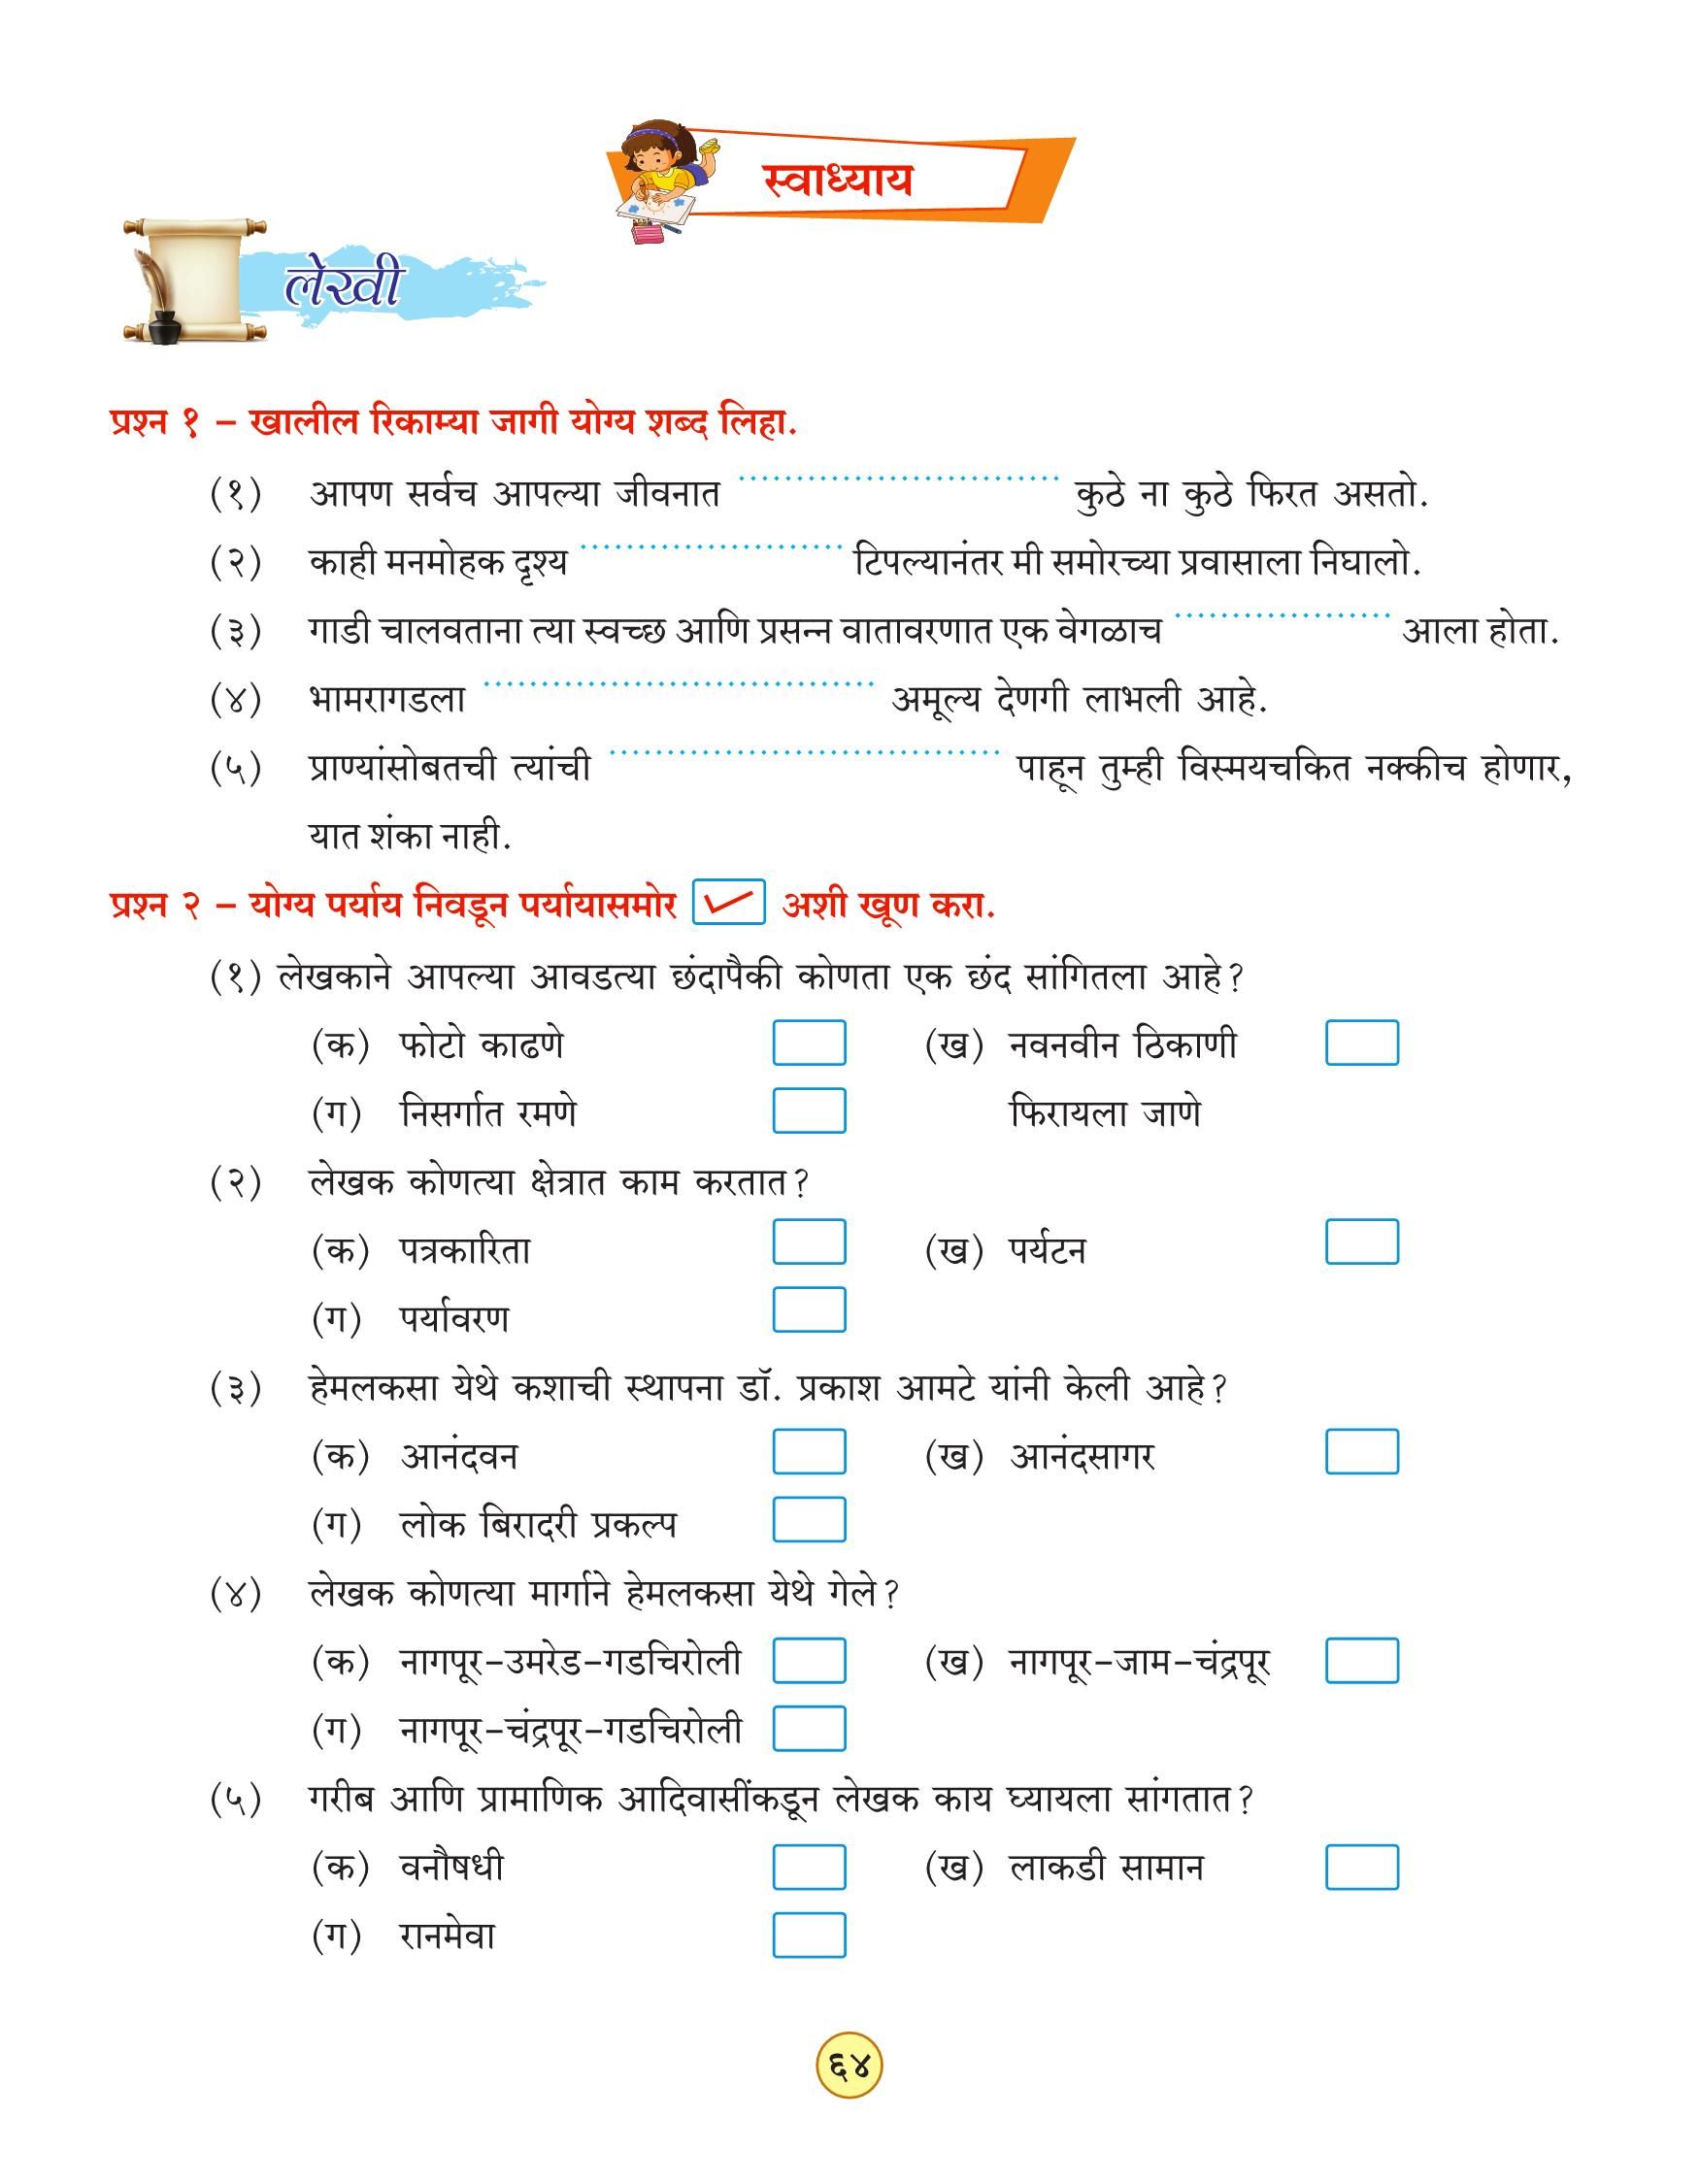 स्वाध्याय
लेखी
प्रश्न १ – खालील रिकाम्या जागी योग्य शब्द लिहा.
(१) आपण सर्वच आपल्या जीवनात ........................... कुठे ना कुठे फिरत असतो.
(२) काही मनमोहक दृश्य ...................... टिपल्यानंतर मी समोरच्या प्रवासाला निघालो.
(३) गाडी चालवताना त्या स्वच्छ आणि प्रसन्न वातावरणात एक वेगळाच .................. आला होता.
(४) भामरागडला ................................ अमूल्य देणगी लाभली आहे.
(५) प्राण्यांसोबतची त्यांची ................................ पाहून तुम्ही विस्मयचकित नक्कीच होणार,
यात शंका नाही.
प्रश्न २ – योग्य पर्याय निवडून पर्यायासमोर ✓ अशी खूण करा.
(१) लेखकाने आपल्या आवडत्या छंदापैकी कोणता एक छंद सांगितला आहे?
(क) फोटो काढणे (ख) नवनवीन ठिकाणी
(ग) निसर्गात रमणे फिरायला जाणे
(२) लेखक कोणत्या क्षेत्रात काम करतात?
(क) पत्रकारिता (ख) पर्यटन
(ग) पर्यावरण
(३) हेमलकसा येथे कशाची स्थापना डॉ. प्रकाश आमटे यांनी केली आहे?
(क) आनंदवन (ख) आनंदसागर
(ग) लोक बिरादरी प्रकल्प
(४) लेखक कोणत्या मार्गाने हेमलकसा येथे गेले?
(क) नागपूर–उमरेड–गडचिरोली (ख) नागपूर–जाम–चंद्रपूर
(ग) नागपूर–चंद्रपूर–गडचिरोली
(५) गरीब आणि प्रामाणिक आदिवासींकडून लेखक काय घ्यायला सांगतात?
(क) वनौषधी (ख) लाकडी सामान
(ग) रानमेवा
६४